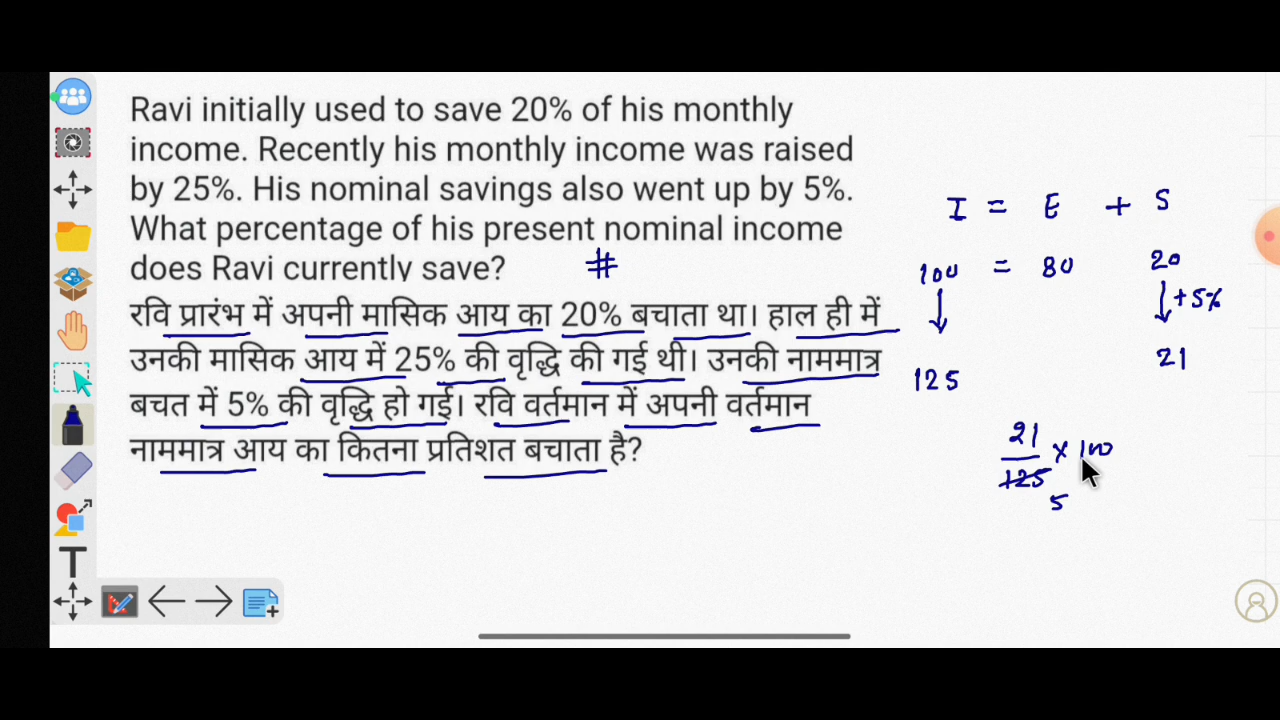 Ravi initially used to save 20% of his monthly
income. Recently his monthly income was raised
by 25%. His nominal savings also went up by 5%.
What percentage of his present nominal income
does Ravi currently save? #
रवि प्रारंभ में अपनी मासिक आय का 20% बचाता था। हाल ही में
उनकी मासिक आय में 25% की वृद्धि की गई थी। उनकी नाममात्र
बचत में 5% की वृद्धि हो गई। रवि वर्तमान में अपनी वर्तमान
नाममात्र आय का कितना प्रतिशत बचाता है?
I = E + S
100 = 80 20
+5%
125 21
21
125 × 100
5
T